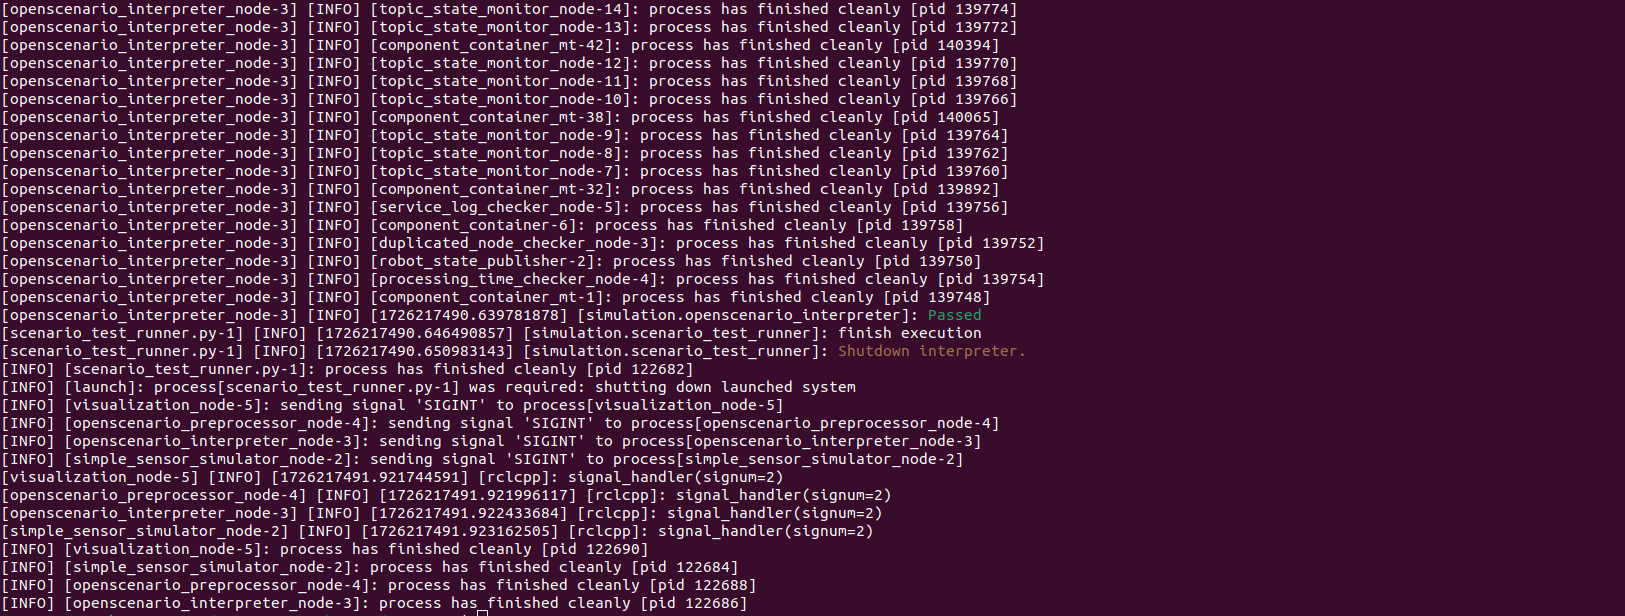 [openscenario_interpreter_node-3] [INFO] [topic_state_monitor_node-14]: process has finished cleanly [pid 139774]
[openscenario_interpreter_node-3] [INFO] [topic_state_monitor_node-13]: process has finished cleanly [pid 139772]
[openscenario_interpreter_node-3] [INFO] [component_container_mt-42]: process has finished cleanly [pid 140394]
[openscenario_interpreter_node-3] [INFO] [topic_state_monitor_node-12]: process has finished cleanly [pid 139770]
[openscenario_interpreter_node-3] [INFO] [topic_state_monitor_node-11]: process has finished cleanly [pid 139768]
[openscenario_interpreter_node-3] [INFO] [topic_state_monitor_node-10]: process has finished cleanly [pid 139766]
[openscenario_interpreter_node-3] [INFO] [component_container_mt-38]: process has finished cleanly [pid 140065]
[openscenario_interpreter_node-3] [INFO] [topic_state_monitor_node-9]: process has finished cleanly [pid 139764]
[openscenario_interpreter_node-3] [INFO] [topic_state_monitor_node-8]: process has finished cleanly [pid 139762]
[openscenario_interpreter_node-3] [INFO] [topic_state_monitor_node-7]: process has finished cleanly [pid 139760]
[openscenario_interpreter_node-3] [INFO] [component_container_mt-32]: process has finished cleanly [pid 139892]
[openscenario_interpreter_node-3] [INFO] [service_log_checker_node-5]: process has finished cleanly [pid 139756]
[openscenario_interpreter_node-3] [INFO] [component_container-6]: process has finished cleanly [pid 139758]
[openscenario_interpreter_node-3] [INFO] [duplicated_node_checker_node-3]: process has finished cleanly [pid 139752]
[openscenario_interpreter_node-3] [INFO] [robot_state_publisher-2]: process has finished cleanly [pid 139750]
[openscenario_interpreter_node-3] [INFO] [processing_time_checker_node-4]: process has finished cleanly [pid 139754]
[openscenario_interpreter_node-3] [INFO] [component_container_mt-1]: process has finished cleanly [pid 139748]
[openscenario_interpreter_node-3] [INFO] [1726217490.639781878] [simulation.openscenario_interpreter]: Passed
[scenario_test_runner.py-1] [INFO] [1726217490.646490857] [simulation.scenario_test_runner]: finish execution
[scenario_test_runner.py-1] [INFO] [1726217490.650983143] [simulation.scenario_test_runner]: Shutdown interpreter.
[INFO] [scenario_test_runner.py-1]: process has finished cleanly [pid 122682]
[INFO] [launch]: process[scenario_test_runner.py-1] was required: shutting down launched system
[INFO] [visualization_node-5]: sending signal 'SIGINT' to process[visualization_node-5]
[INFO] [openscenario_preprocessor_node-4]: sending signal 'SIGINT' to process[openscenario_preprocessor_node-4]
[INFO] [openscenario_interpreter_node-3]: sending signal 'SIGINT' to process[openscenario_interpreter_node-3]
[INFO] [simple_sensor_simulator_node-2]: sending signal 'SIGINT' to process[simple_sensor_simulator_node-2]
[visualization_node-5] [INFO] [1726217491.921744591] [rclcpp]: signal_handler(signum=2)
[openscenario_preprocessor_node-4] [INFO] [1726217491.921996117] [rclcpp]: signal_handler(signum=2)
[openscenario_interpreter_node-3] [INFO] [1726217491.922433684] [rclcpp]: signal_handler(signum=2)
[simple_sensor_simulator_node-2] [INFO] [1726217491.923162505] [rclcpp]: signal_handler(signum=2)
[INFO] [visualization_node-5]: process has finished cleanly [pid 122690]
[INFO] [simple_sensor_simulator_node-2]: process has finished cleanly [pid 122684]
[INFO] [openscenario_preprocessor_node-4]: process has finished cleanly [pid 122688]
[INFO] [openscenario_interpreter_node-3]: process has finished cleanly [pid 122686]